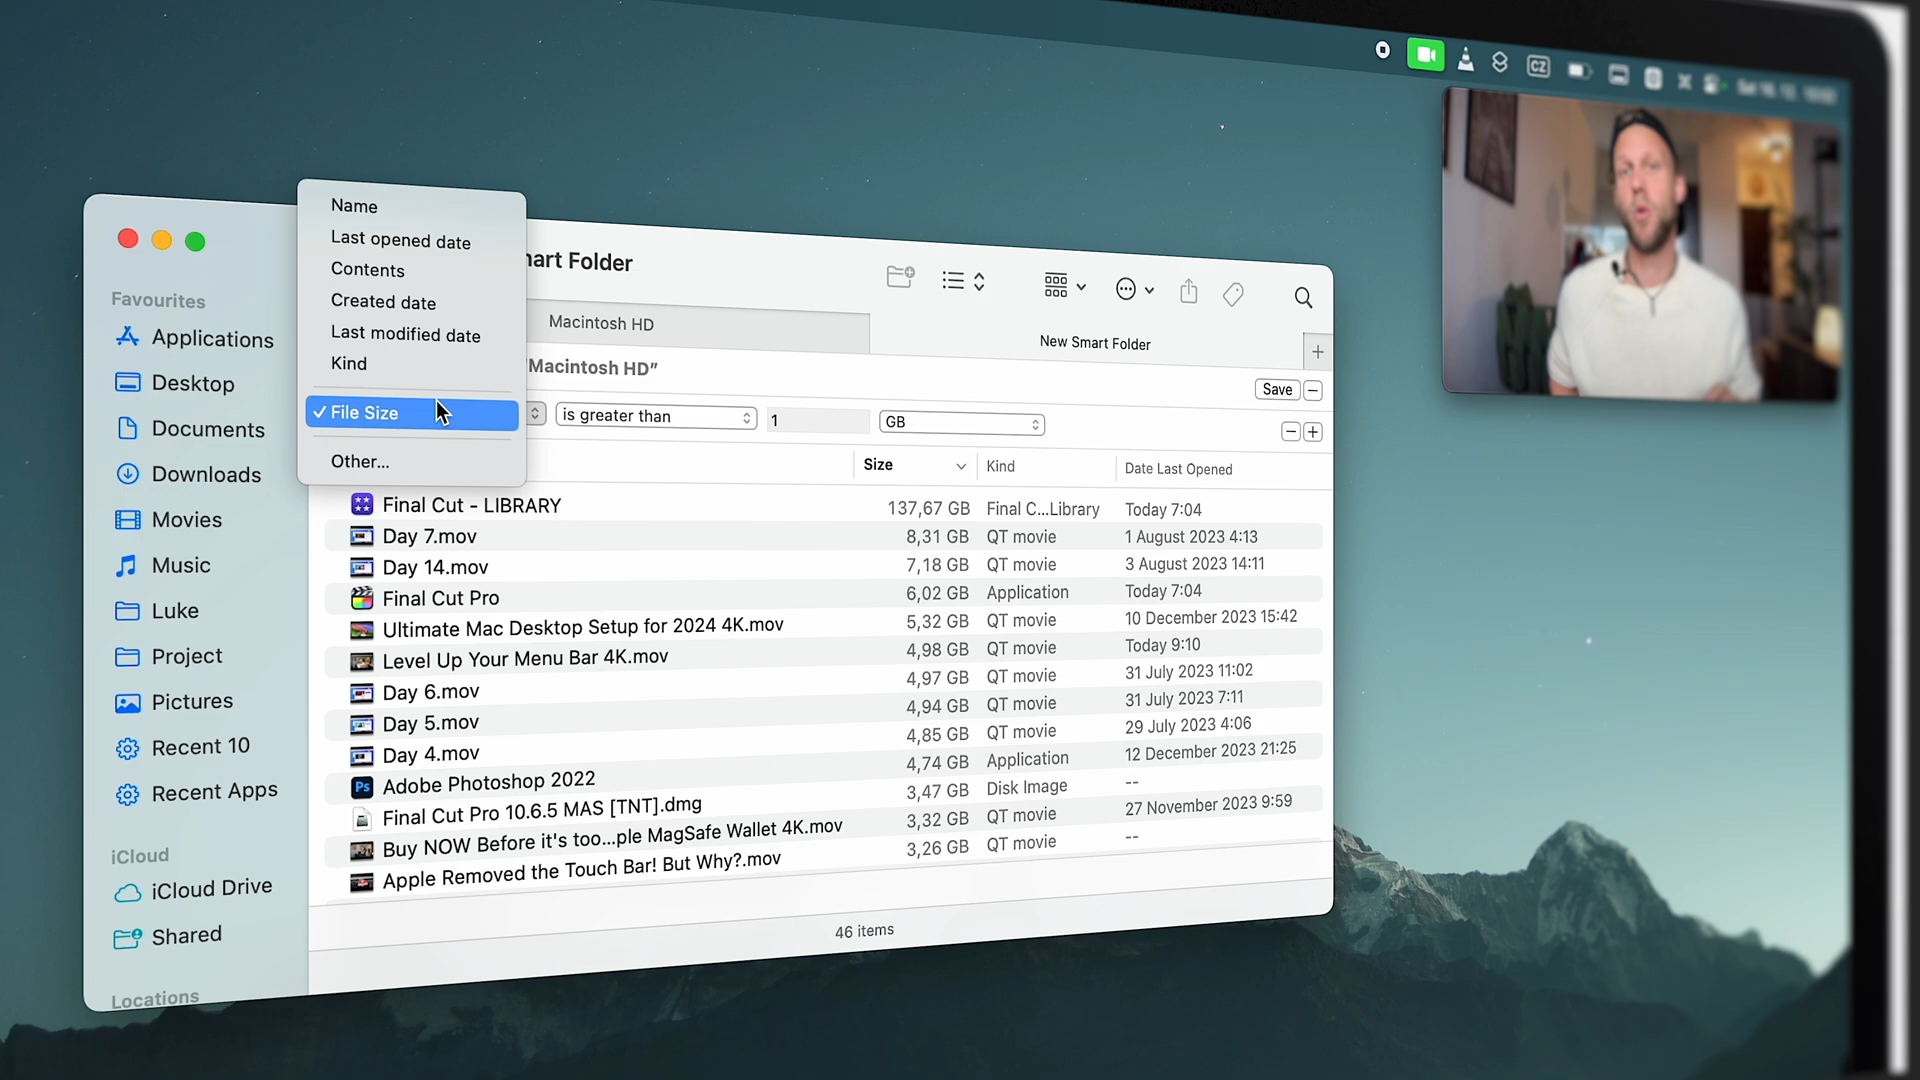 CZ
Name
Last opened date
Contents
Created date
Last modified date
Kind
✓ File Size
Other...
Favourites
Applications
Desktop
Documents
Downloads
Movies
Music
Luke
Project
Pictures
Recent 10
Recent Apps
iCloud
iCloud Drive
Shared
Locations
mart Folder
Macintosh HD
New Smart Folder
+
"Macintosh HD"
Save
is greater than 1 GB
Size Kind Date Last Opened
Final Cut - LIBRARY 137,67 GB Final C...Library Today 7:04
Day 7.mov 8,31 GB QT movie 1 August 2023 4:13
Day 14.mov 7,18 GB QT movie 3 August 2023 14:11
Final Cut Pro 6,02 GB Application Today 7:04
Ultimate Mac Desktop Setup for 2024 4K.mov 5,32 GB QT movie 10 December 2023 15:42
Level Up Your Menu Bar 4K.mov 4,98 GB QT movie Today 9:10
Day 6.mov 4,97 GB QT movie 31 July 2023 11:02
Day 5.mov 4,94 GB QT movie 31 July 2023 7:11
Day 4.mov 4,85 GB QT movie 29 July 2023 4:06
Ps Adobe Photoshop 2022 4,74 GB Application 12 December 2023 21:25
Final Cut Pro 10.6.5 MAS [TNT].dmg 3,47 GB Disk Image --
Buy NOW Before it's too...ple MagSafe Wallet 4K.mov 3,32 GB QT movie 27 November 2023 9:59
Apple Removed the Touch Bar! But Why?.mov 3,26 GB QT movie --
46 items